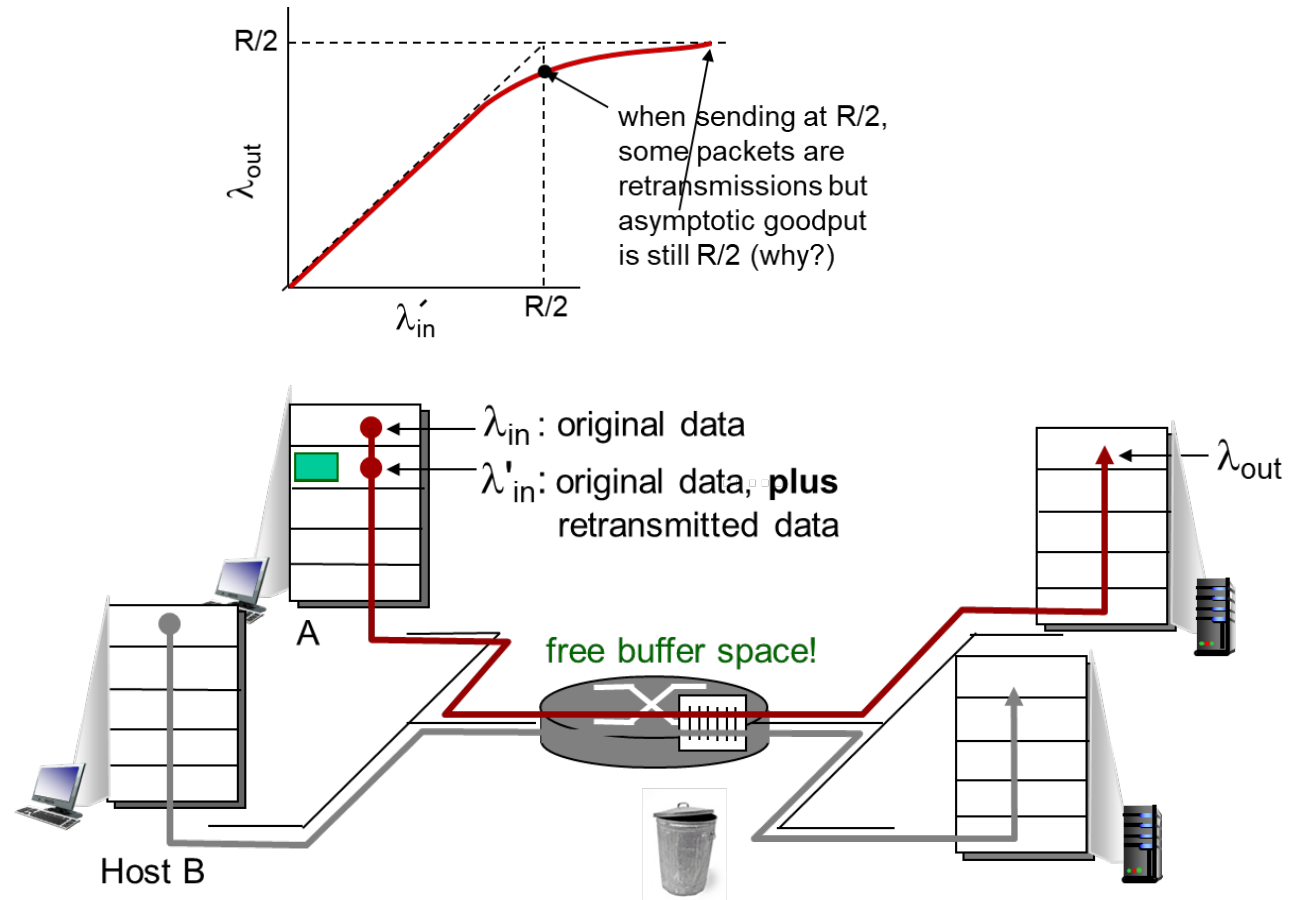 R/2
λout
when sending at R/2,
some packets are
retransmissions but
asymptotic goodput
is still R/2 (why?)
R/2
λ´in
λin : original data
λ'in: original data, plus
retransmitted data
λout
A
free buffer space!
Host B